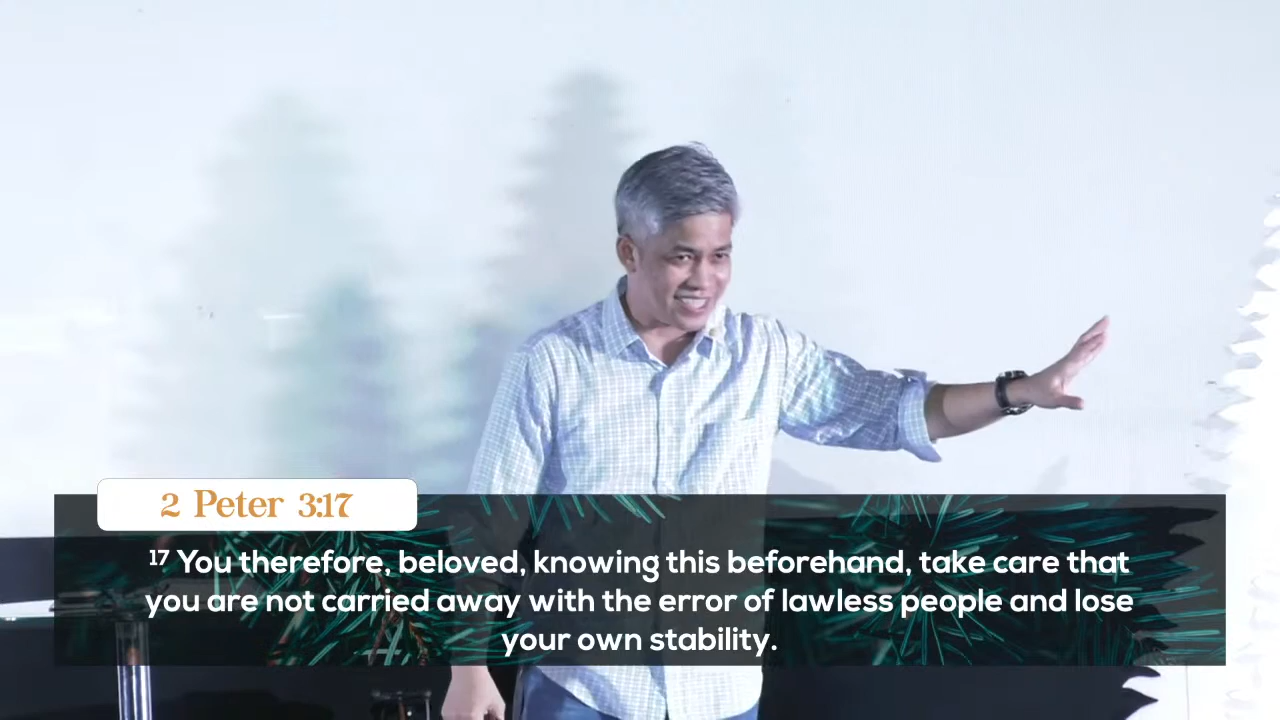 2 Peter 3:17
17 You therefore, beloved, knowing this beforehand, take care that
you are not carried away with the error of lawless people and lose
your own stability.